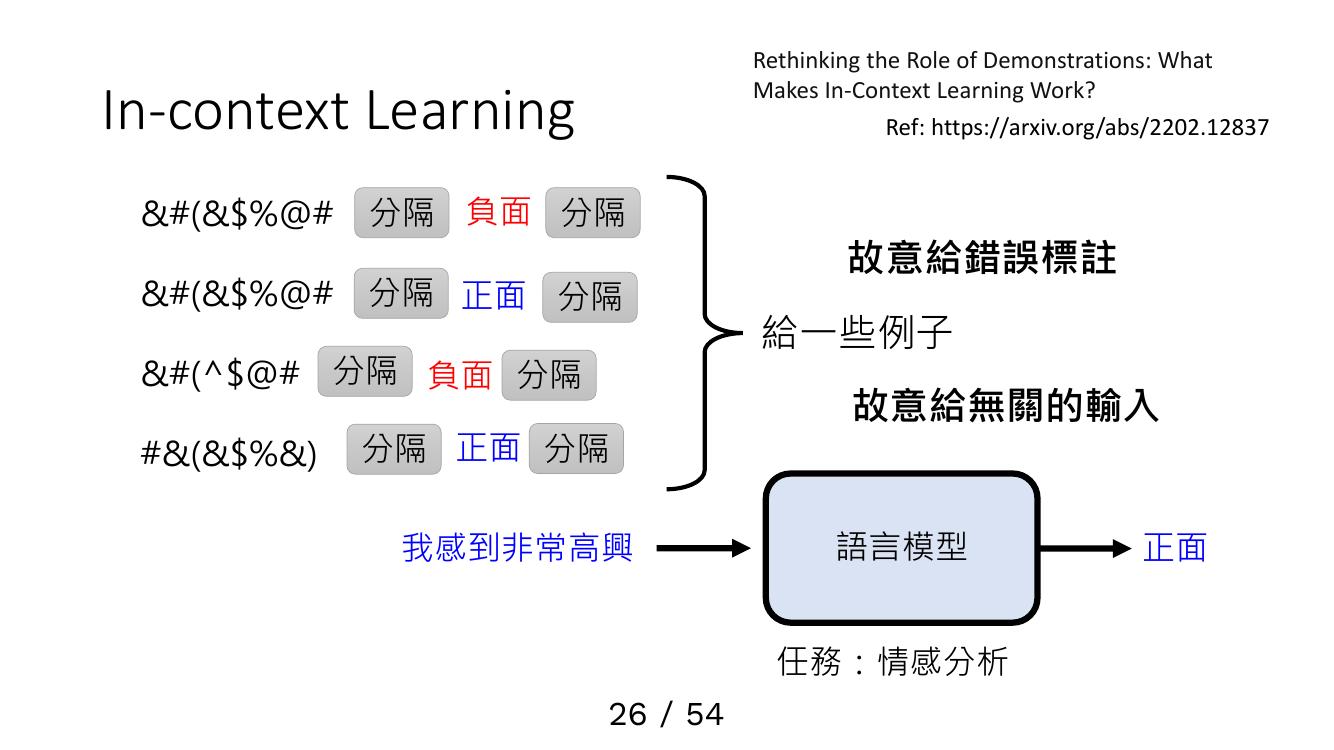 In-context Learning
Rethinking the Role of Demonstrations: What
Makes In-Context Learning Work?
Ref: https://arxiv.org/abs/2202.12837
&#(&$%@# 分隔 負面 分隔
&#(&$%@# 分隔 正面 分隔
&#(^$@# 分隔 負面 分隔
#&(&$%&) 分隔 正面 分隔
故意給錯誤標註
給一些例子
故意給無關的輸入
我感到非常高興
語言模型
正面
任務：情感分析
26 / 54